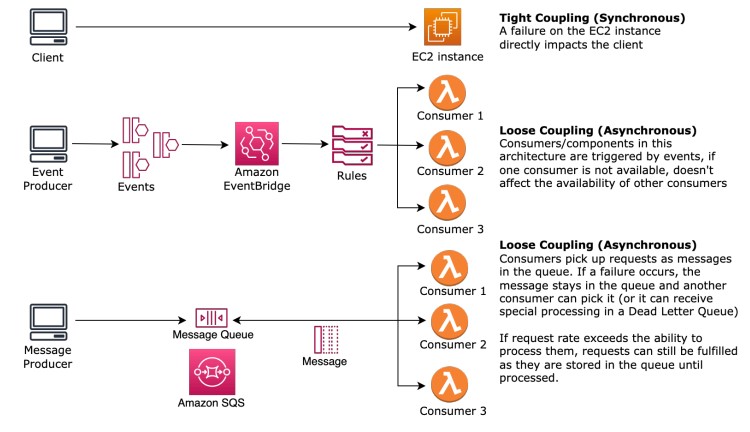 Client
EC2 instance
Tight Coupling (Synchronous)
A failure on the EC2 instance
directly impacts the client
Event
Producer
Events
Amazon
EventBridge
Rules
Consumer 1
Consumer 2
Consumer 3
Loose Coupling (Asynchronous)
Consumers/components in this
architecture are triggered by events, if
one consumer is not available, doesn't
affect the availability of other consumers
Message
Producer
Message Queue
Amazon SQS
Message
Consumer 1
Consumer 2
Consumer 3
Loose Coupling (Asynchronous)
Consumers pick up requests as messages
in the queue. If a failure occurs, the
message stays in the queue and another
consumer can pick it (or it can receive
special processing in a Dead Letter Queue)
If request rate exceeds the ability to
process them, requests can still be fulfilled
as they are stored in the queue until
processed.